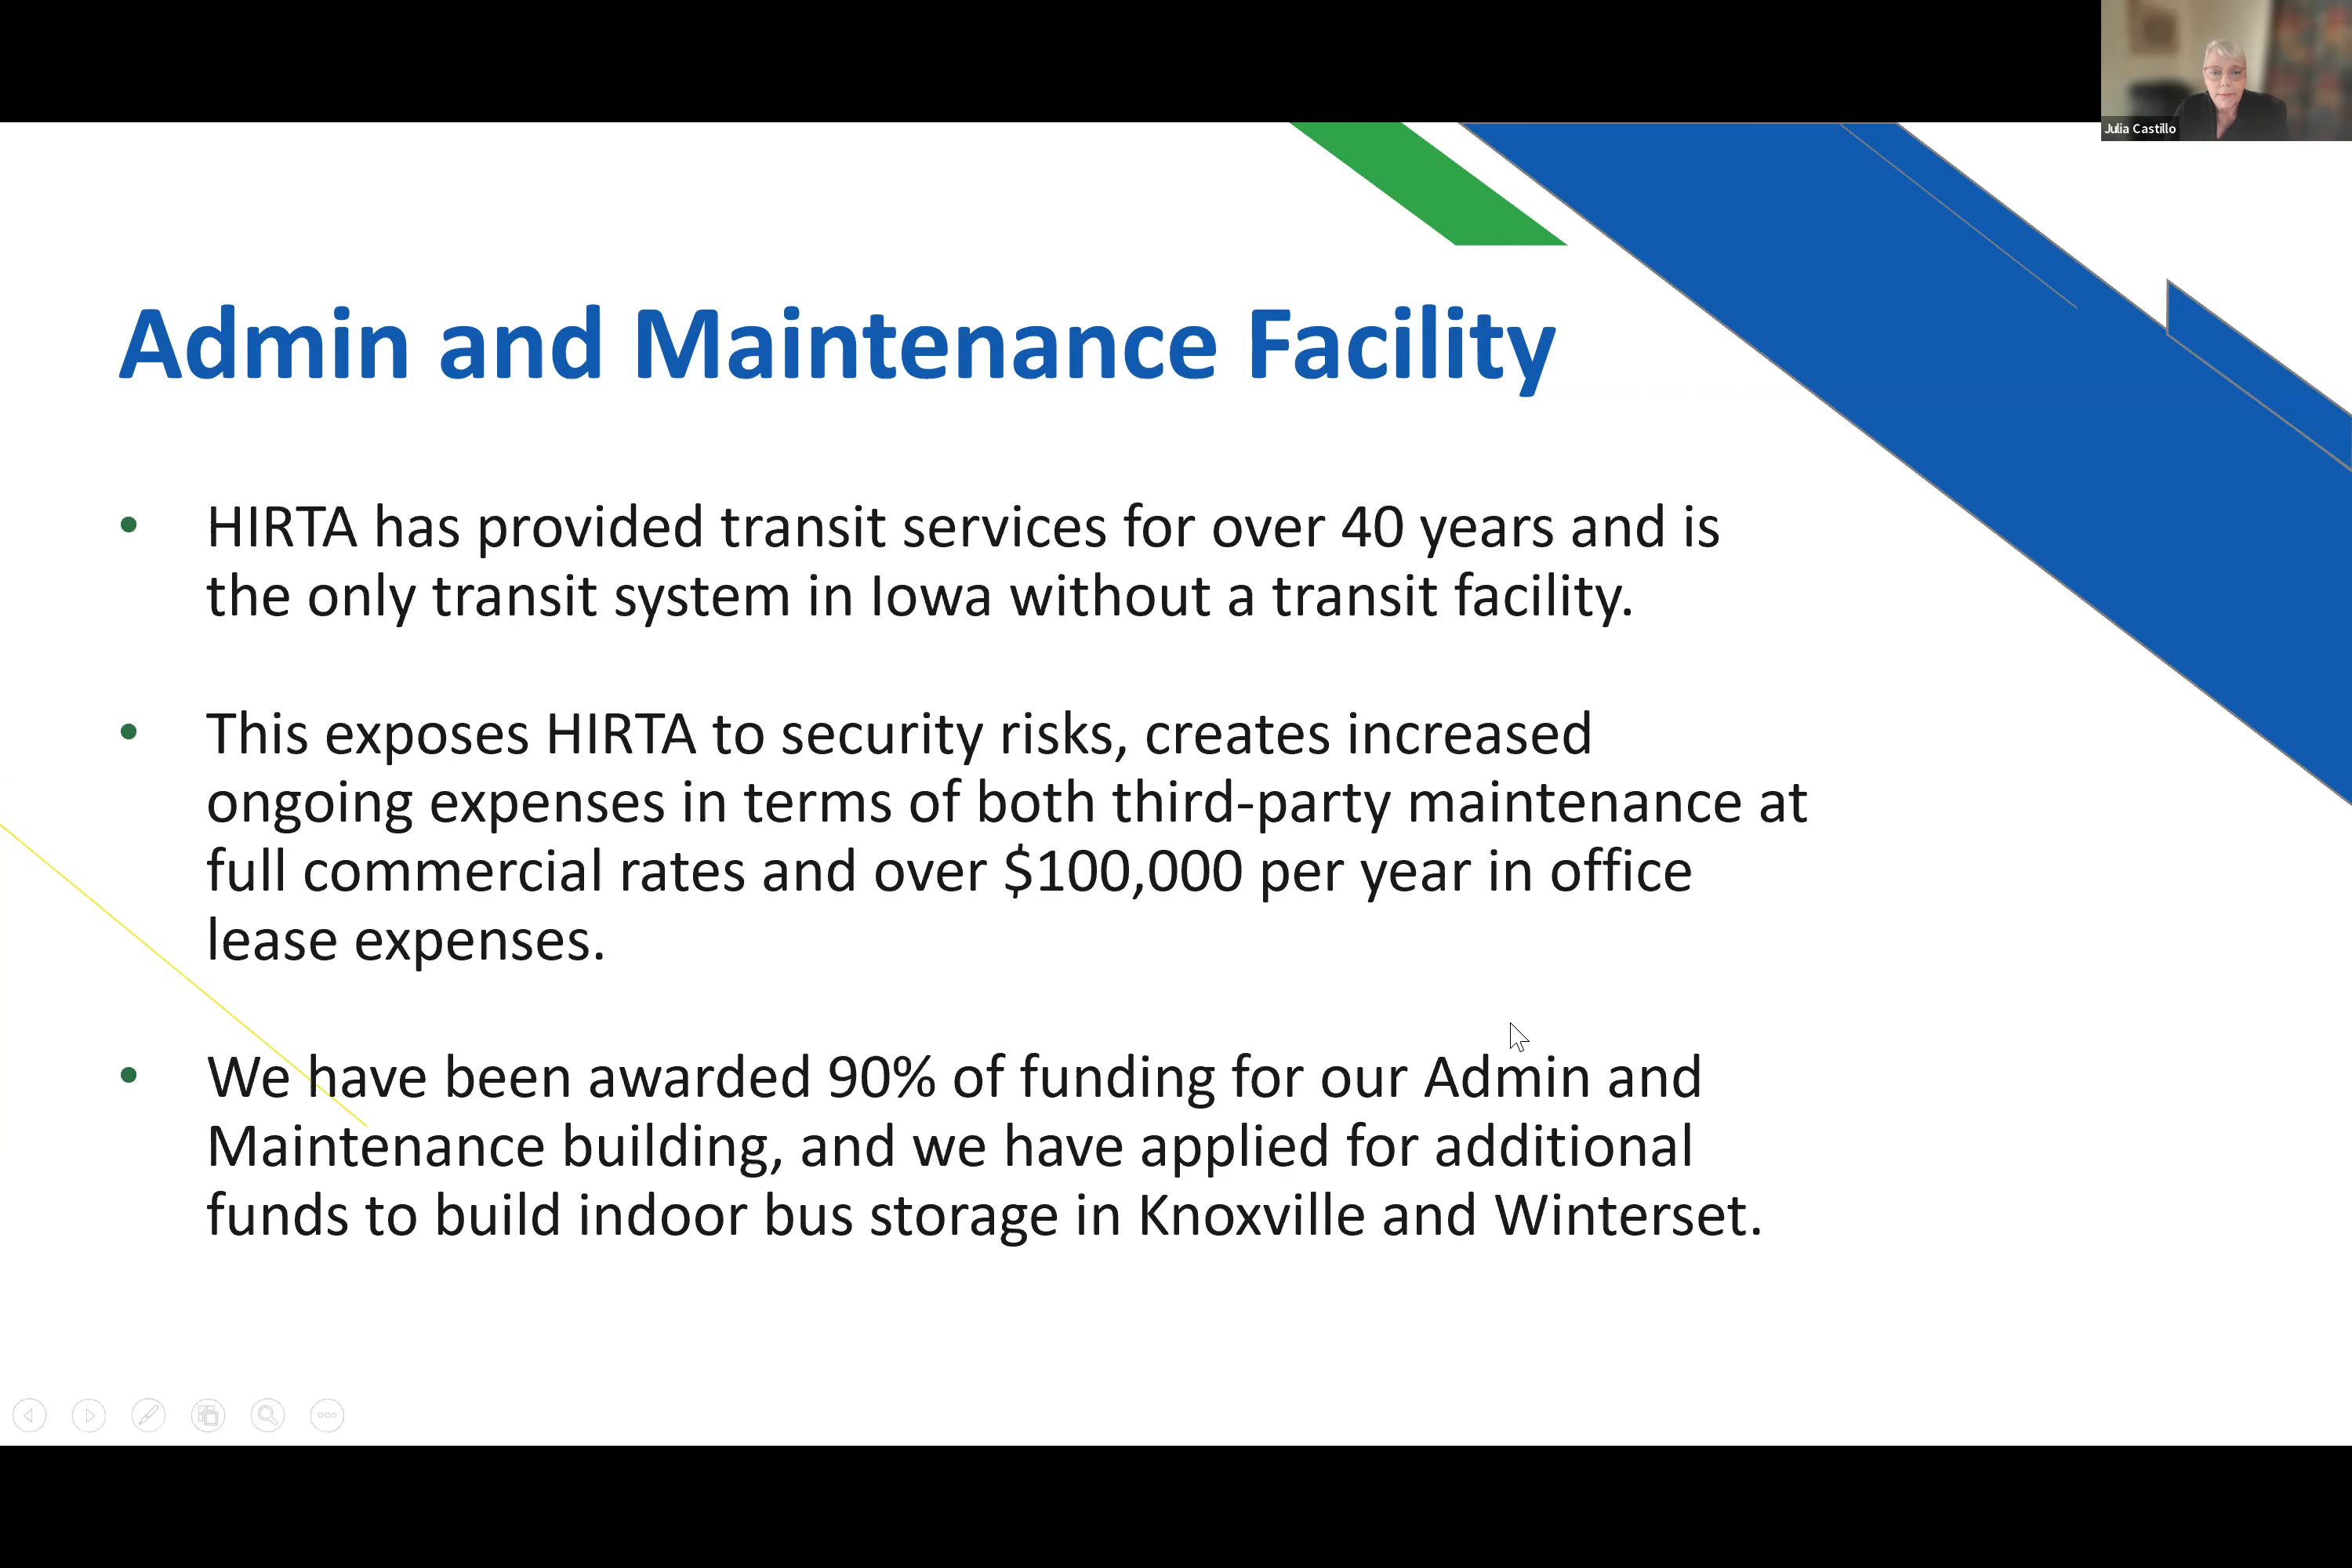 Julia Castillo
Admin and Maintenance Facility
• HIRTA has provided transit services for over 40 years and is
the only transit system in Iowa without a transit facility.
• This exposes HIRTA to security risks, creates increased
ongoing expenses in terms of both third-party maintenance at
full commercial rates and over $100,000 per year in office
lease expenses.
• We have been awarded 90% of funding for our Admin and
Maintenance building, and we have applied for additional
funds to build indoor bus storage in Knoxville and Winterset.